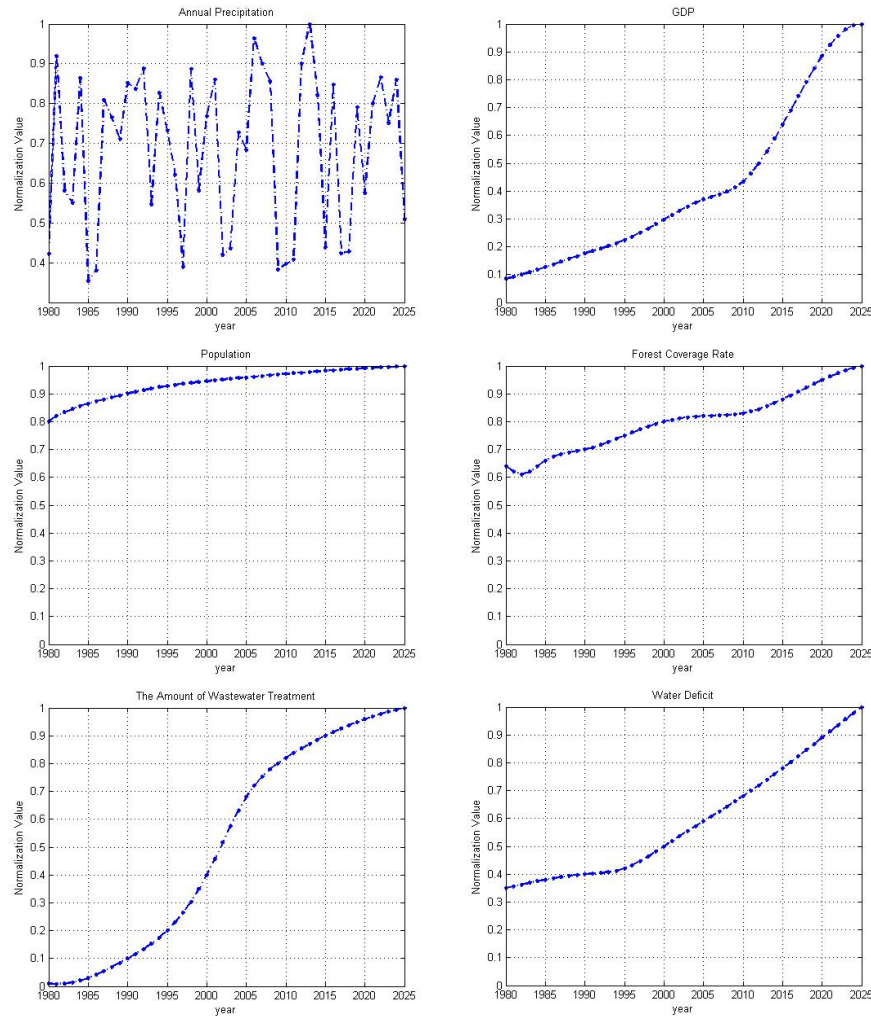 Annual Precipitation
1
0.9
0.8
0.7
0.6
0.5
0.4
Normalization Value
1980 1985 1990 1995 2000 2005 2010 2015 2020 2025
year
GDP
1
0.9
0.8
0.7
0.6
0.5
0.4
0.3
0.2
0.1
0
Normalization Value
1980 1985 1990 1995 2000 2005 2010 2015 2020 2025
year
Population
1
0.9
0.8
0.7
0.6
0.5
0.4
0.3
0.2
0.1
0
Normalization Value
1980 1985 1990 1995 2000 2005 2010 2015 2020 2025
year
Forest Coverage Rate
1
0.9
0.8
0.7
0.6
0.5
0.4
0.3
0.2
0.1
0
Normalization Value
1980 1985 1990 1995 2000 2005 2010 2015 2020 2025
year
The Amount of Wastewater Treatment
1
0.9
0.8
0.7
0.6
0.5
0.4
0.3
0.2
0.1
0
Normalization Value
1980 1985 1990 1995 2000 2005 2010 2015 2020 2025
year
Water Deficit
1
0.9
0.8
0.7
0.6
0.5
0.4
0.3
0.2
0.1
0
Normalization Value
1980 1985 1990 1995 2000 2005 2010 2015 2020 2025
year